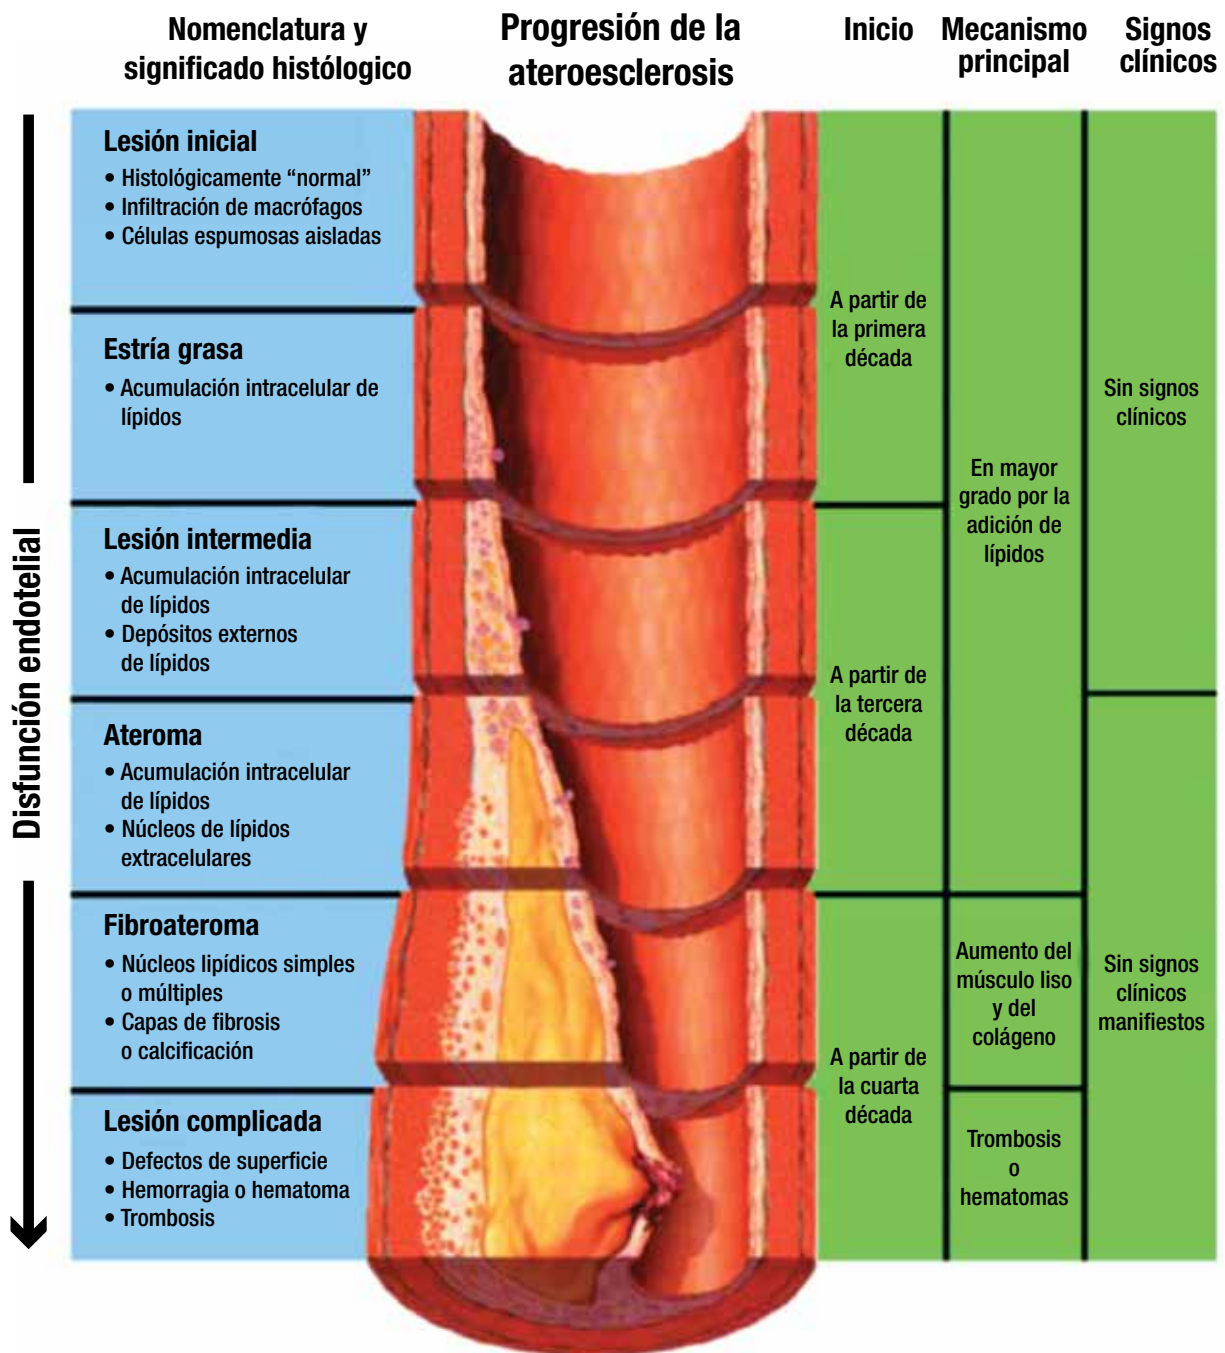 Nomenclatura y
significado histólogico
Progresión de la
ateroesclerosis
Inicio
Mecanismo
principal
Signos
clínicos
Disfunción endotelial
Lesión inicial
• Histológicamente “normal”
• Infiltración de macrófagos
• Células espumosas aisladas
Estría grasa
• Acumulación intracelular de
lípidos
Lesión intermedia
• Acumulación intracelular
de lípidos
• Depósitos externos
de lípidos
Ateroma
• Acumulación intracelular
de lípidos
• Núcleos de lípidos
extracelulares
Fibroateroma
• Núcleos lipídicos simples
o múltiples
• Capas de fibrosis
o calcificación
Lesión complicada
• Defectos de superficie
• Hemorragia o hematoma
• Trombosis
A partir de
la primera
década
A partir de
la tercera
década
A partir de
la cuarta
década
En mayor
grado por la
adición de
lípidos
Aumento del
músculo liso
y del
colágeno
Trombosis
o
hematomas
Sin signos
clínicos
Sin signos
clínicos
manifiestos